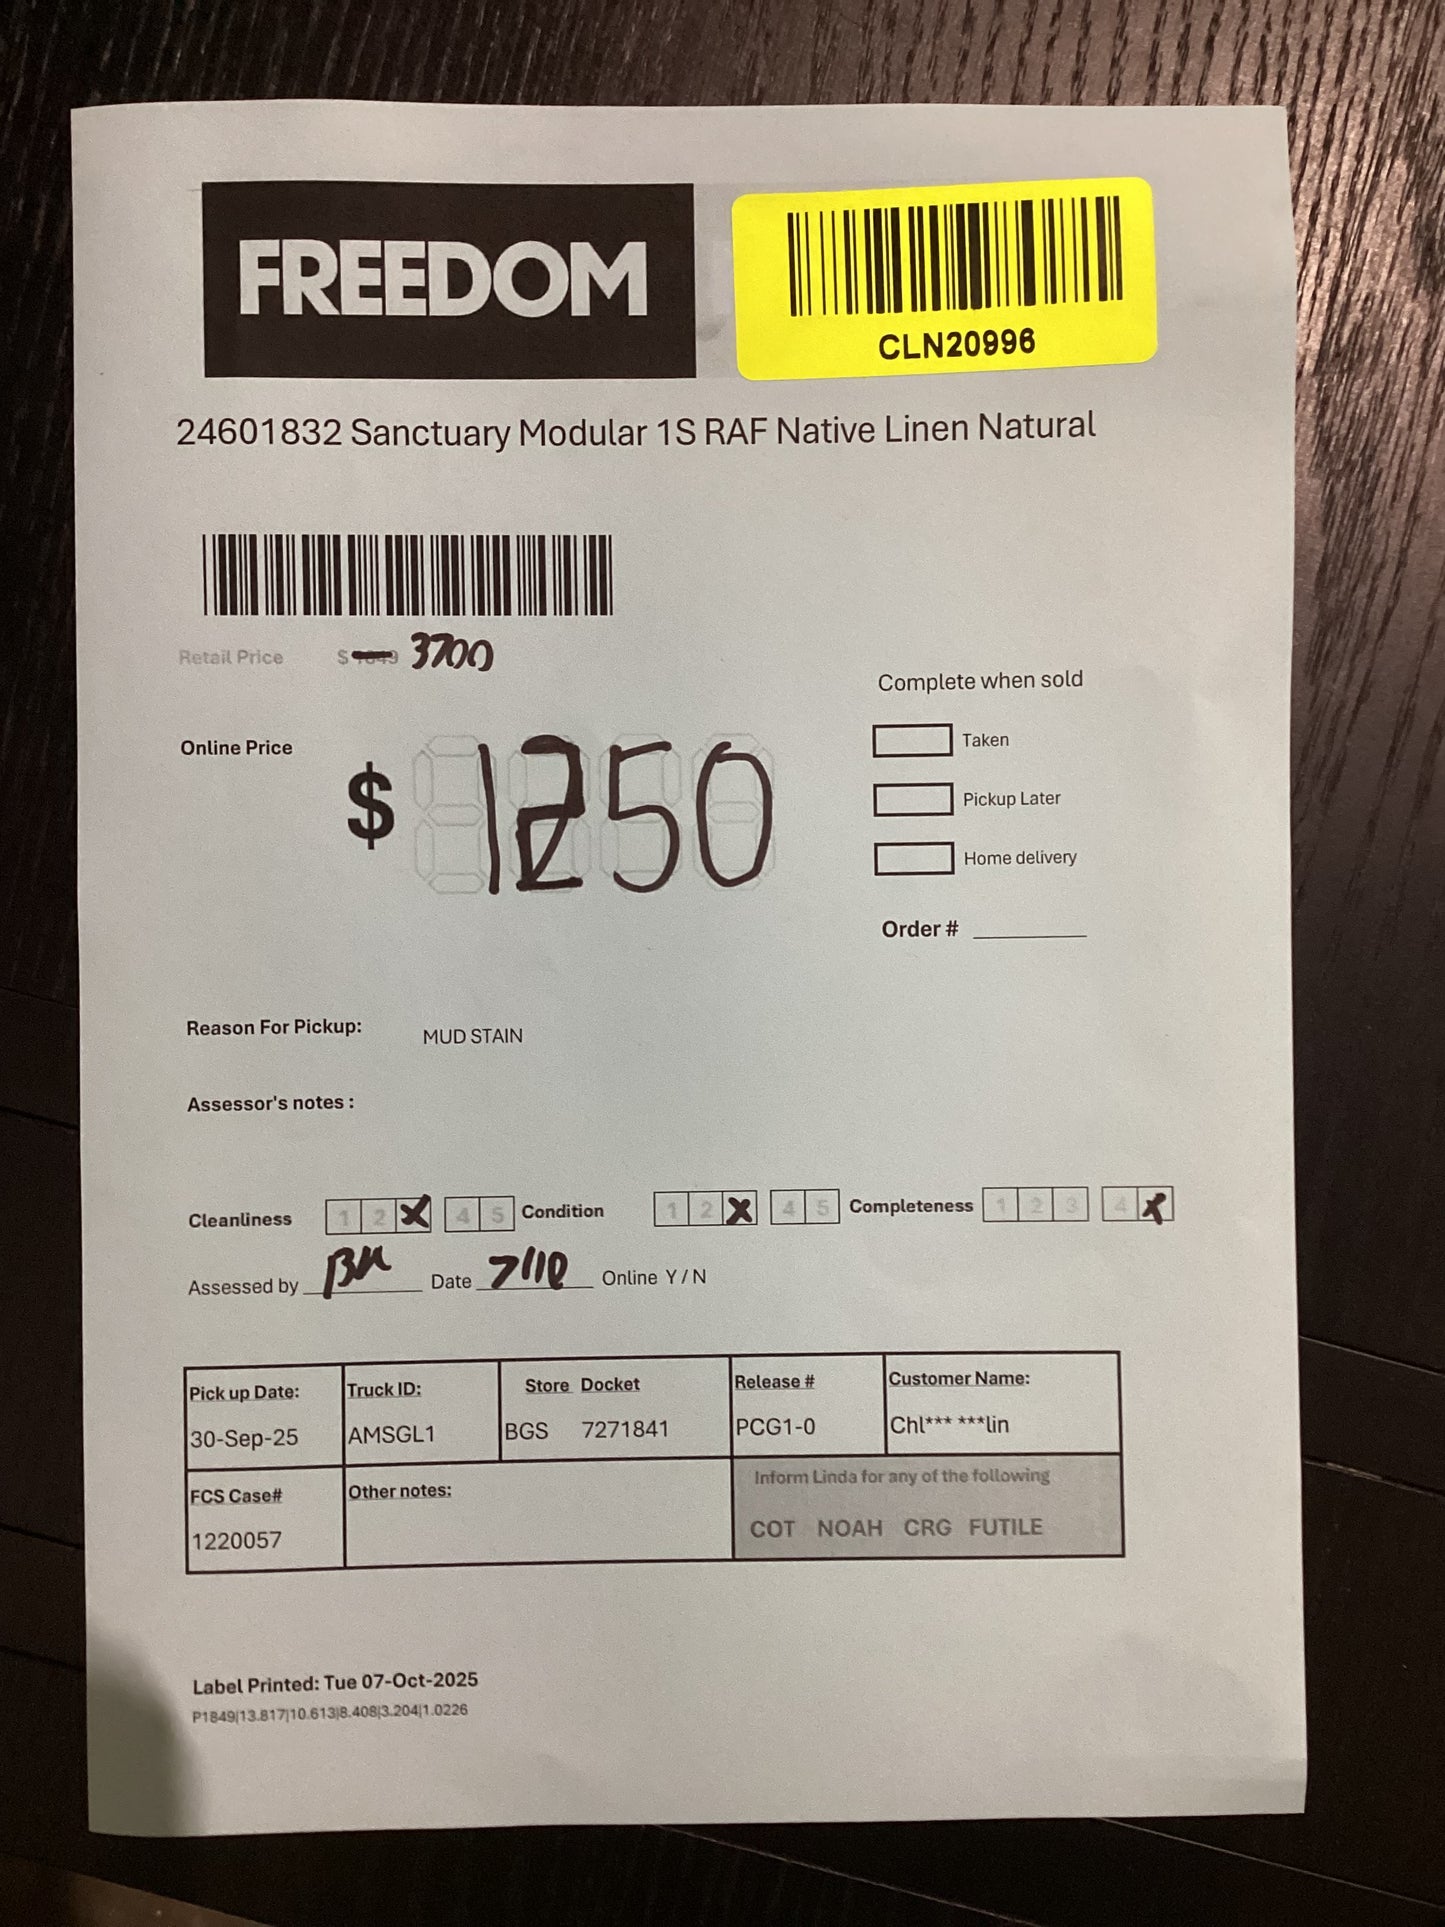 FREEDOM
CLN20996
24601832 Sanctuary Modular 1S RAF Native Linen Natural
Retail Price $ 1849 3700
Complete when sold
Online Price $ 1250
Taken
Pickup Later
Home delivery
Order #
Reason For Pickup: MUD STAIN
Assessor's notes :
Cleanliness 1 2 X 4 5 Condition 1 2 X 4 5 Completeness 1 2 3 4 X
Assessed by Date 7/10 Online Y / N
Pick up Date: Truck ID: Store Docket Release # Customer Name:
30-Sep-25 AMSGL1 BGS 7271841 PCG1-0 Chl*** ***lin
FCS Case# Other notes: Inform Linda for any of the following
1220057 COT NOAH CRG FUTILE
Label Printed: Tue 07-Oct-2025
P1849|13.817|10.613|8.408|3.204|1.0226